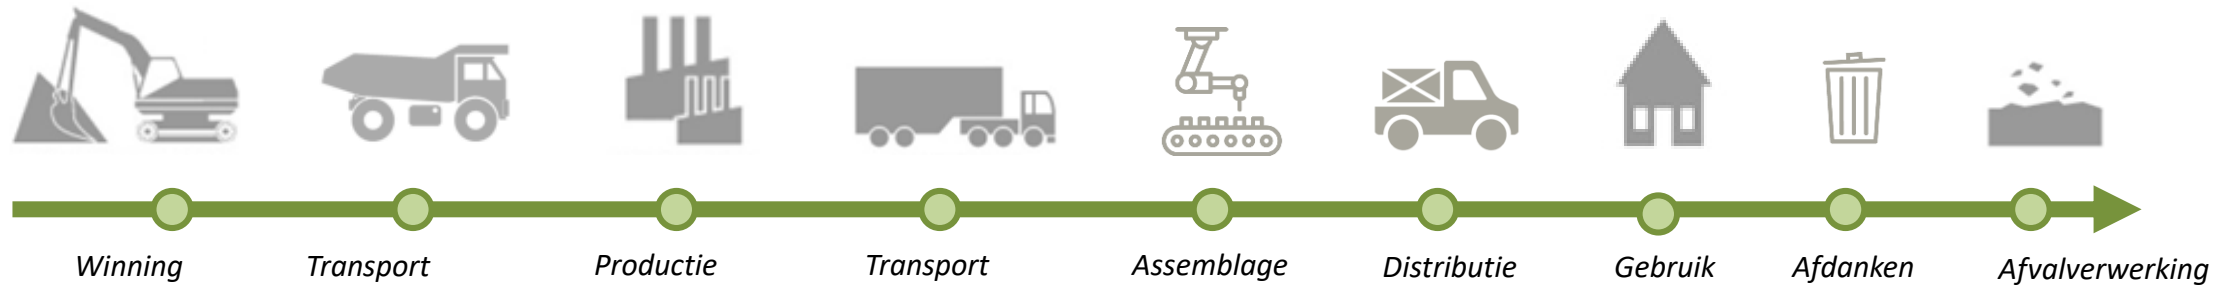 Winning
Transport
Productie
Transport
Assemblage
Distributie
Gebruik
Afdanken
Afvalverwerking